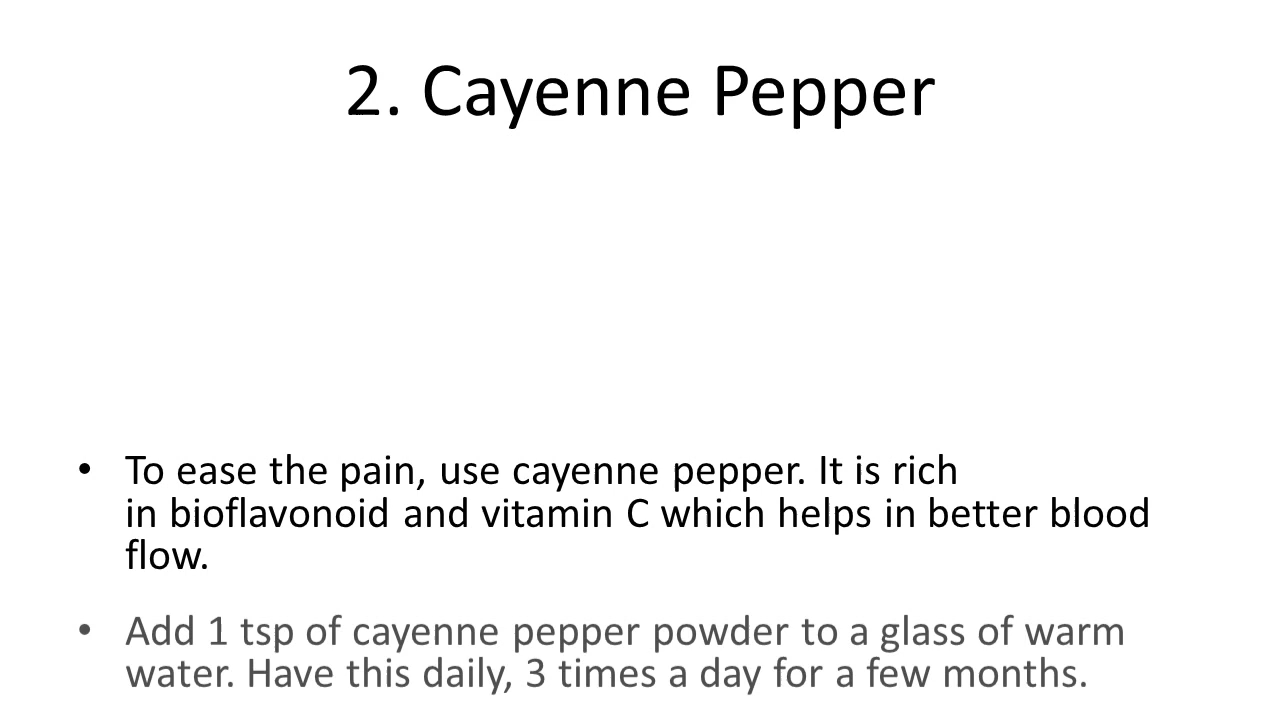 2. Cayenne Pepper
• To ease the pain, use cayenne pepper. It is rich
in bioflavonoid and vitamin C which helps in better blood
flow.
• Add 1 tsp of cayenne pepper powder to a glass of warm
water. Have this daily, 3 times a day for a few months.